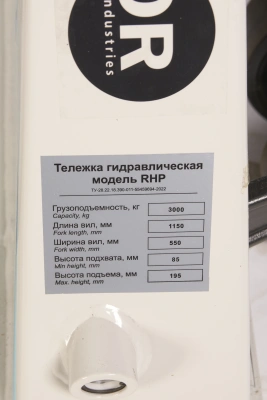 OR
industries
Тележка гидравлическая
модель RHP
Грузоподъемность, кг 3000
Capacity, kg
Длина вил, мм 1150
Fork length, mm
Ширина вил, мм 550
Fork width, mm
Высота подхвата, мм 85
Min height, mm
Высота подъема, мм 195
Max. height, mm